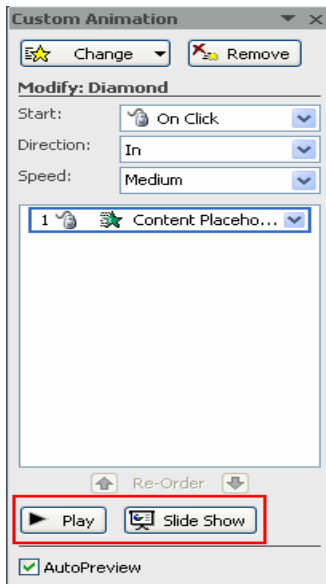 Custom Animation
Change Remove
Modify: Diamond
Start: On Click
Direction: In
Speed: Medium
1 Content Placeho...
Re-Order
Play Slide Show
AutoPreview